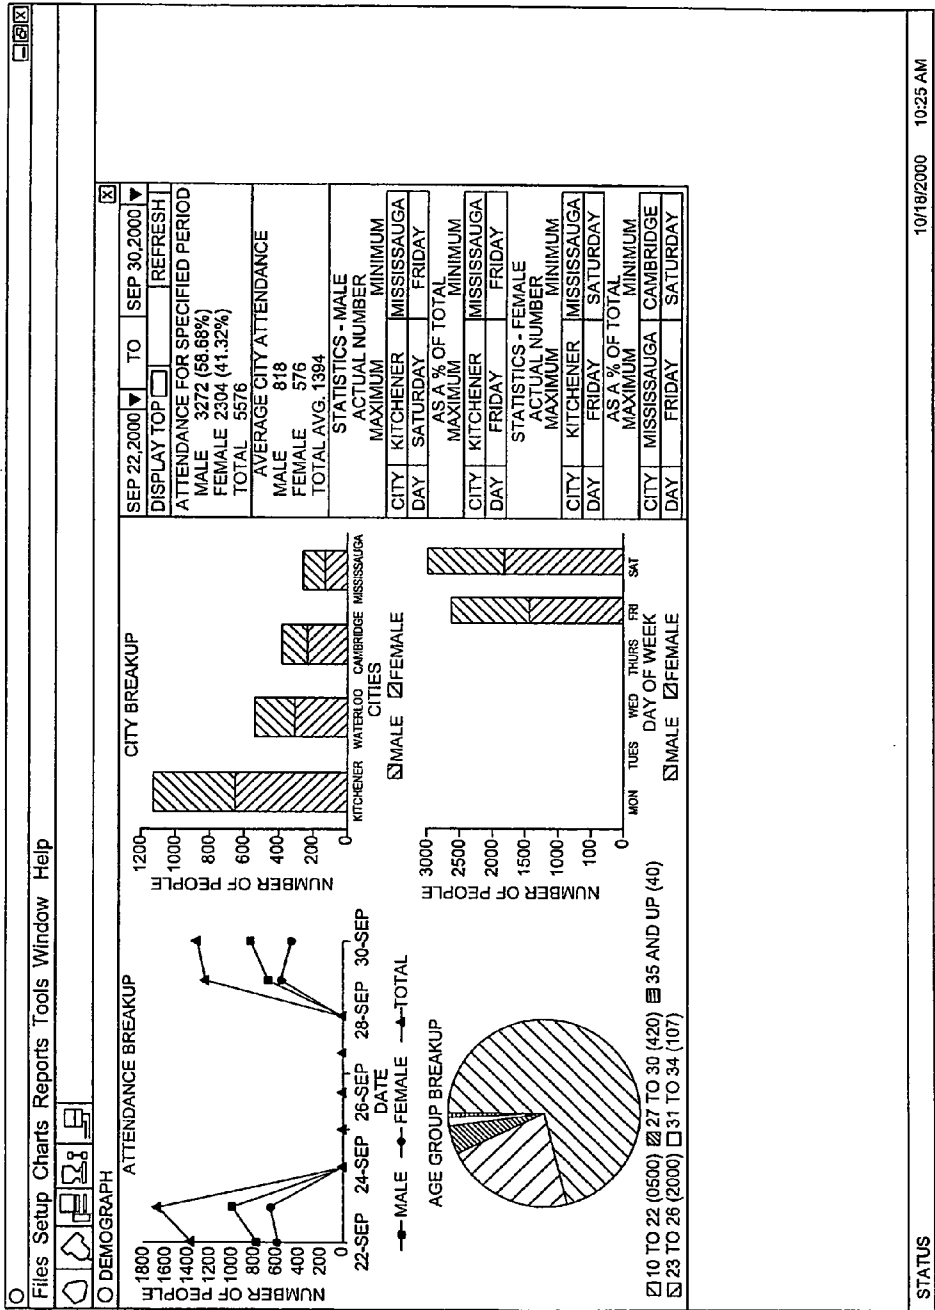 Files Setup Charts Reports Tools Window Help
DEMOGRAPH
ATTENDANCE BREAKUP
NUMBER OF PEOPLE
1800
1600
1400
1200
1000
800
600
400
200
0
22-SEP 24-SEP 26-SEP 28-SEP 30-SEP
DATE
MALE FEMALE TOTAL
CITY BREAKUP
NUMBER OF PEOPLE
1200
1000
800
600
400
200
0
KITCHENER WATERLOO CAMBRIDGE MISSISSAUGA
CITIES
MALE FEMALE
AGE GROUP BREAKUP
10 TO 22 (0500) 27 TO 30 (420) 35 AND UP (40)
23 TO 26 (2000) 31 TO 34 (107)
NUMBER OF PEOPLE
3000
2500
2000
1500
1000
100
0
MON TUES WED THURS FRI SAT
DAY OF WEEK
MALE FEMALE
SEP 22,2000 TO SEP 30,2000
DISPLAY TOP REFRESH
ATTENDANCE FOR SPECIFIED PERIOD
MALE 3272 (58.68%)
FEMALE 2304 (41.32%)
TOTAL 5576
AVERAGE CITY ATTENDANCE
MALE 818
FEMALE 576
TOTAL AVG. 1394
STATISTICS - MALE
ACTUAL NUMBER
MAXIMUM MINIMUM
CITY KITCHENER MISSISSAUGA
DAY SATURDAY FRIDAY
AS A % OF TOTAL
MAXIMUM MINIMUM
CITY KITCHENER MISSISSAUGA
DAY FRIDAY FRIDAY
STATISTICS - FEMALE
ACTUAL NUMBER
MAXIMUM MINIMUM
CITY KITCHENER MISSISSAUGA
DAY FRIDAY SATURDAY
AS A % OF TOTAL
MAXIMUM MINIMUM
CITY MISSISSAUGA CAMBRIDGE
DAY FRIDAY SATURDAY
STATUS 10/18/2000 10:25 AM